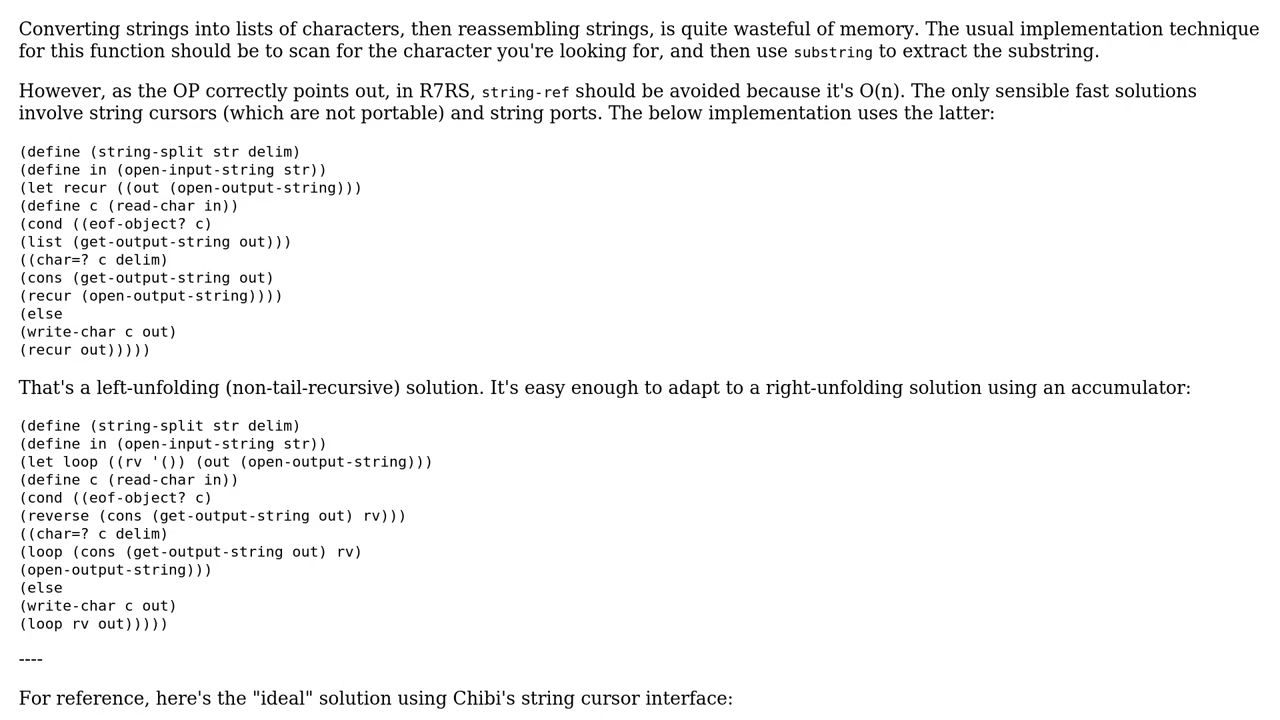 Converting strings into lists of characters, then reassembling strings, is quite wasteful of memory. The usual implementation technique
for this function should be to scan for the character you're looking for, and then use substring to extract the substring.
However, as the OP correctly points out, in R7RS, string-ref should be avoided because it's O(n). The only sensible fast solutions
involve string cursors (which are not portable) and string ports. The below implementation uses the latter:
(define (string-split str delim)
(define in (open-input-string str))
(let recur ((out (open-output-string)))
(define c (read-char in))
(cond ((eof-object? c)
(list (get-output-string out)))
((char=? c delim)
(cons (get-output-string out)
(recur (open-output-string))))
(else
(write-char c out)
(recur out)))))
That's a left-unfolding (non-tail-recursive) solution. It's easy enough to adapt to a right-unfolding solution using an accumulator:
(define (string-split str delim)
(define in (open-input-string str))
(let loop ((rv '()) (out (open-output-string)))
(define c (read-char in))
(cond ((eof-object? c)
(reverse (cons (get-output-string out) rv)))
((char=? c delim)
(loop (cons (get-output-string out) rv)
(open-output-string)))
(else
(write-char c out)
(loop rv out)))))
----
For reference, here's the "ideal" solution using Chibi's string cursor interface: